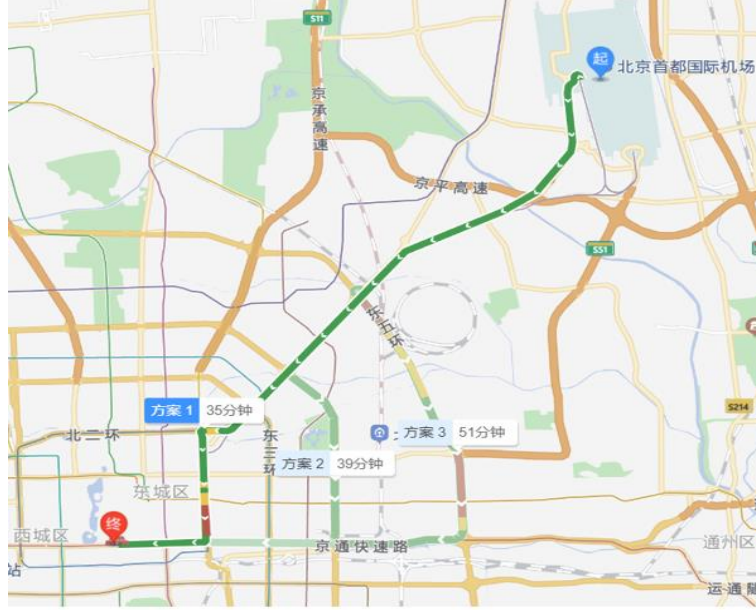 S11
起
北京首都国际机场
京承高速
京平高速
S51
东五环
方案 1 35分钟
S214
北二环
方案 3 51分钟
东三环
方案 2 39分钟
东城区
终
西城区
京通快速路
通州区
站
运通隧